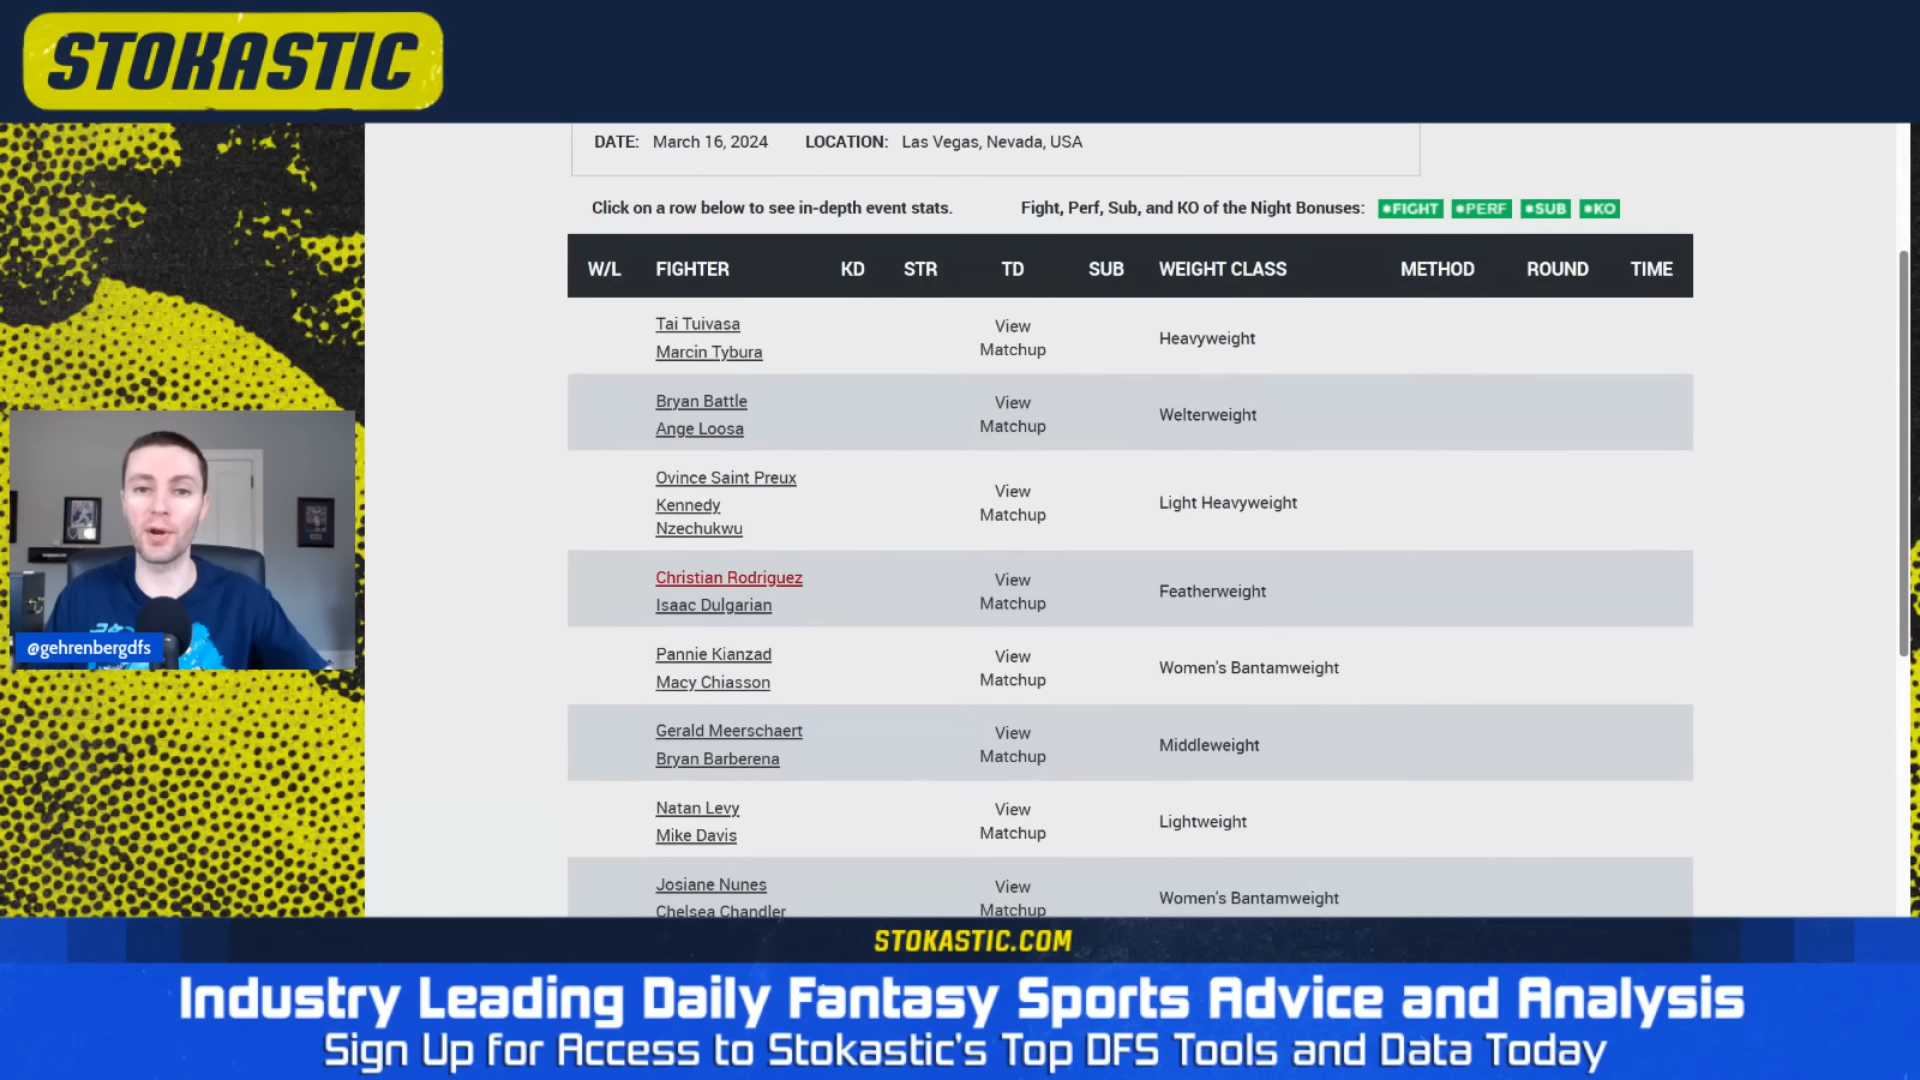 STOKASTIC
DATE: March 16, 2024 LOCATION: Las Vegas, Nevada, USA
Click on a row below to see in-depth event stats. Fight, Perf, Sub, and KO of the Night Bonuses: FIGHT PERF SUB KO
W/L FIGHTER KD STR TD SUB WEIGHT CLASS METHOD ROUND TIME
Tai Tuivasa
Marcin Tybura
View
Matchup
Heavyweight
Bryan Battle
Ange Loosa
View
Matchup
Welterweight
Ovince Saint Preux
Kennedy
Nzechukwu
View
Matchup
Light Heavyweight
Christian Rodriguez
Isaac Dulgarian
View
Matchup
Featherweight
Pannie Kianzad
Macy Chiasson
View
Matchup
Women's Bantamweight
Gerald Meerschaert
Bryan Barberena
View
Matchup
Middleweight
Natan Levy
Mike Davis
View
Matchup
Lightweight
Josiane Nunes
Chelsea Chandler
View
Matchup
Women's Bantamweight
@gehrenbergdfs
STOKASTIC.COM
Industry Leading Daily Fantasy Sports Advice and Analysis
Sign Up for Access to Stokastic's Top DFS Tools and Data Today